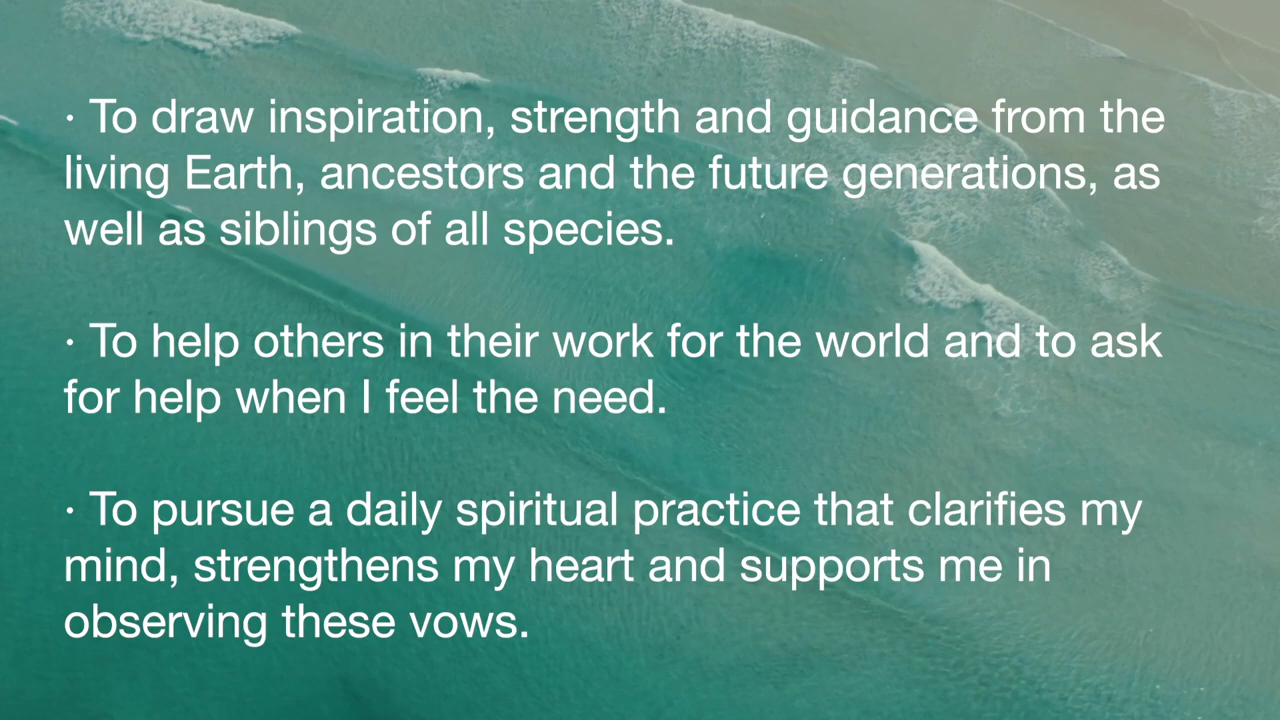 · To draw inspiration, strength and guidance from the
living Earth, ancestors and the future generations, as
well as siblings of all species.
· To help others in their work for the world and to ask
for help when I feel the need.
· To pursue a daily spiritual practice that clarifies my
mind, strengthens my heart and supports me in
observing these vows.